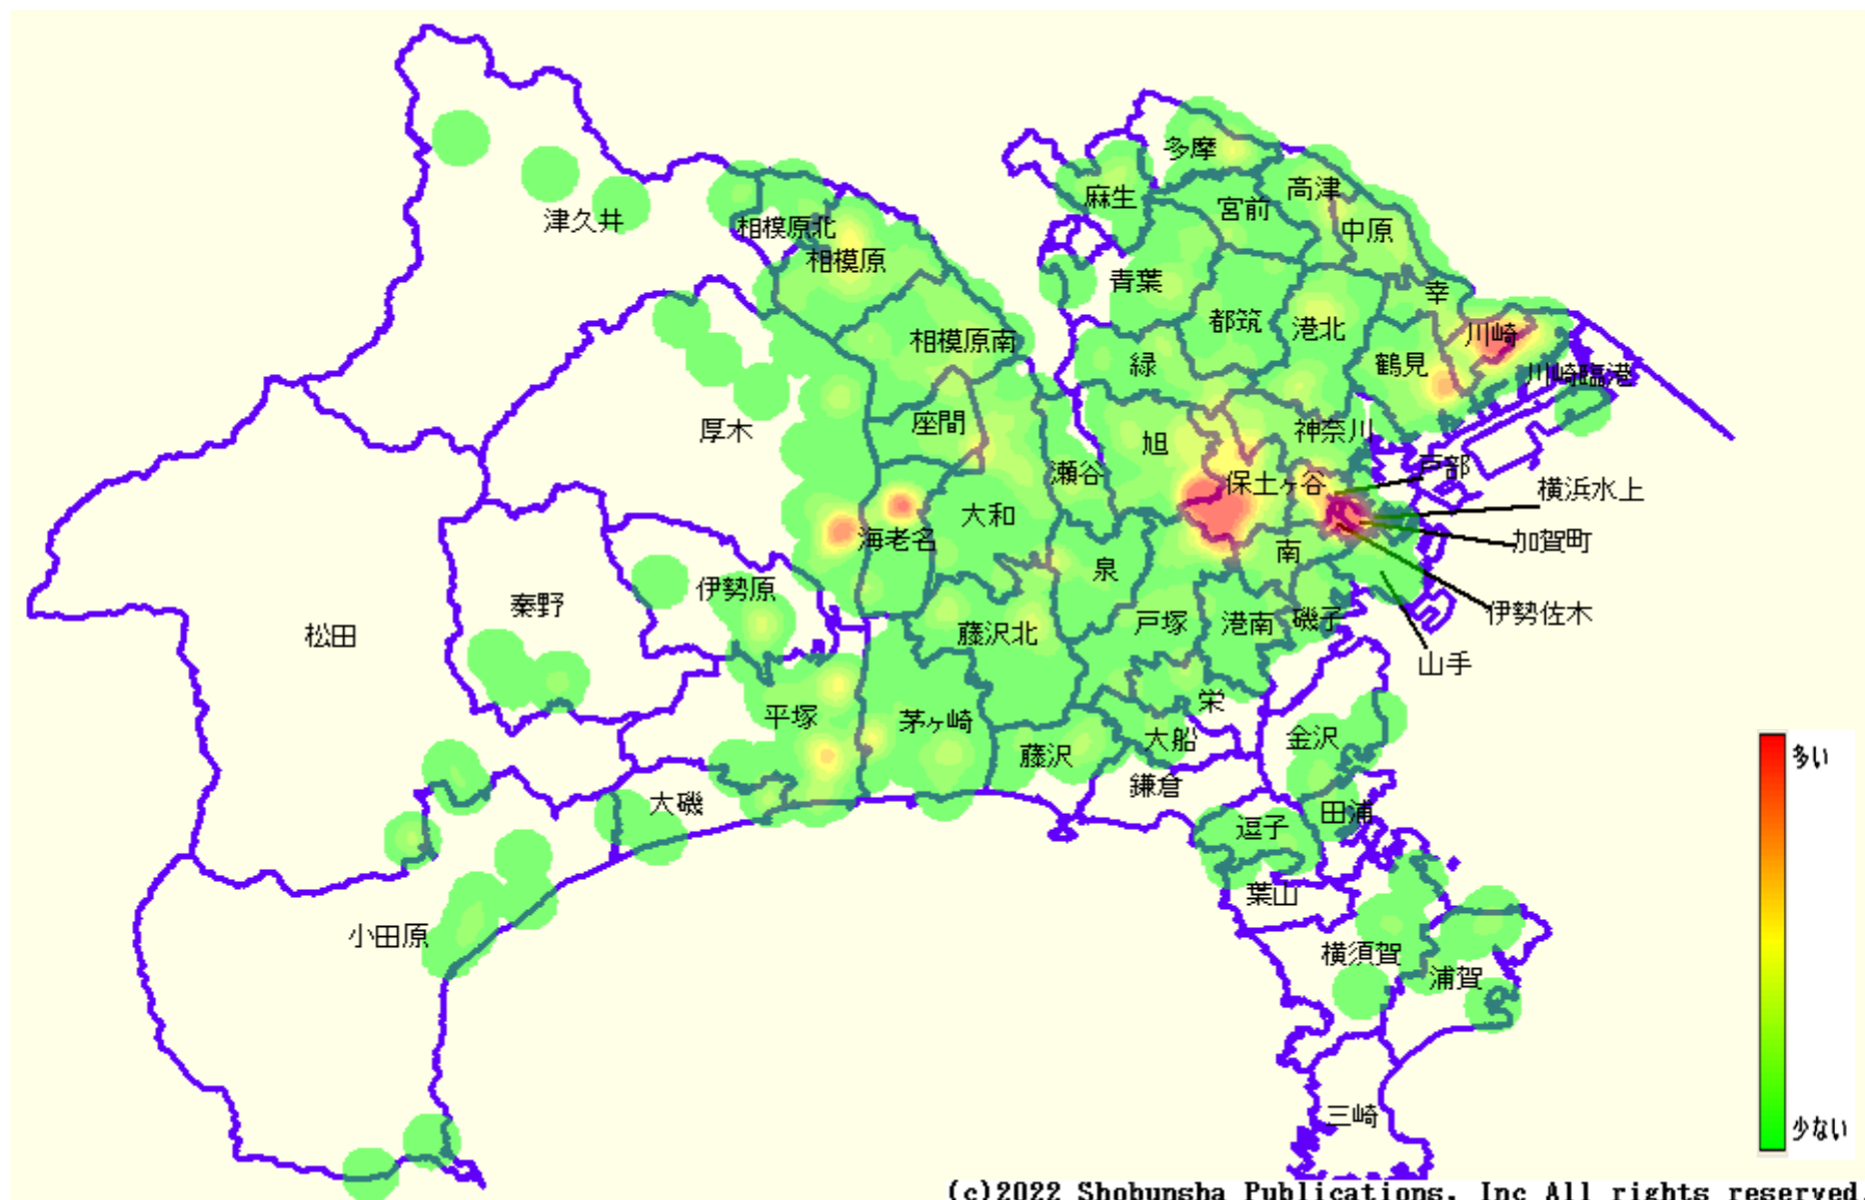 多摩
麻生
宮前
高津
中原
津久井
相模原北
相模原
青葉
都筑
港北
幸
川崎
鶴見
川崎臨港
相模原南
緑
厚木
座間
旭
神奈川
瀬谷
保土ヶ谷
戸部
横浜水上
加賀町
大和
海老名
南
泉
伊勢原
秦野
松田
藤沢北
戸塚
港南
磯子
伊勢佐木
山手
平塚
茅ヶ崎
藤沢
栄
大船
金沢
鎌倉
大磯
田浦
逗子
葉山
小田原
横須賀
浦賀
三崎
多い
少ない
(c)2022 Shobunsha Publications, Inc All rights reserved.